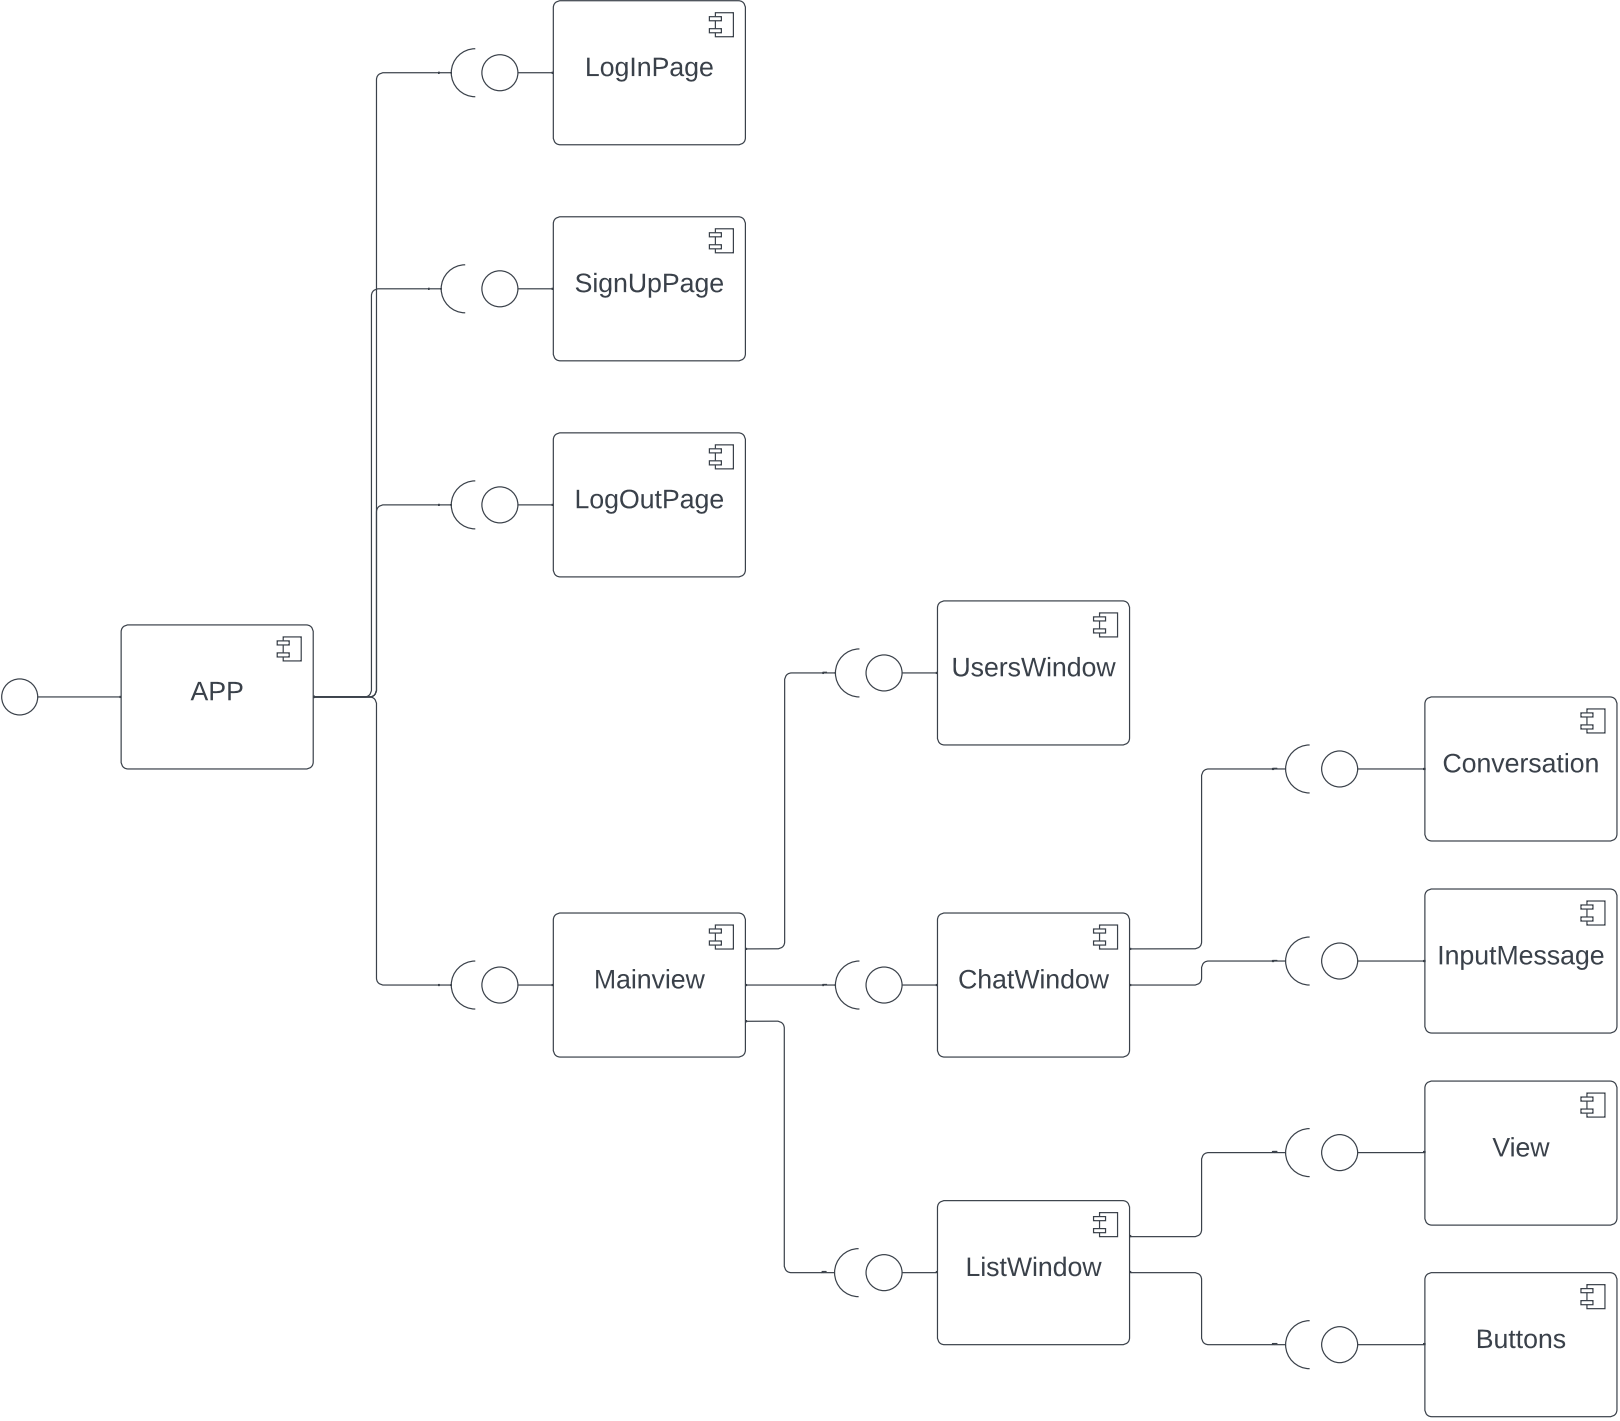 LogInPage
SignUpPage
LogOutPage
UsersWindow
APP
Conversation
InputMessage
Mainview
ChatWindow
View
ListWindow
Buttons